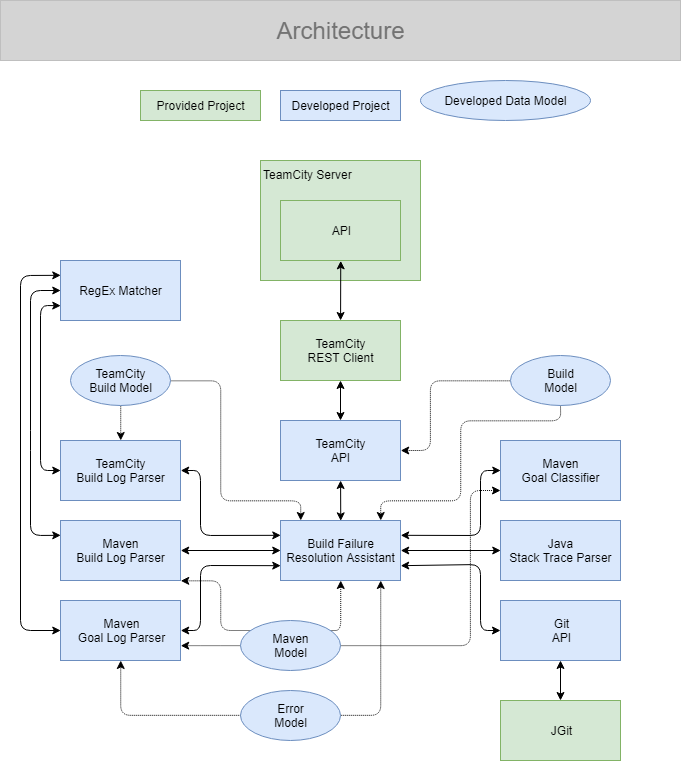 Architecture
Provided Project
Developed Project
Developed Data Model
TeamCity Server
API
RegEx Matcher
TeamCity
REST Client
TeamCity
Build Model
Build
Model
TeamCity
API
TeamCity
Build Log Parser
Maven
Goal Classifier
Maven
Build Log Parser
Build Failure
Resolution Assistant
Java
Stack Trace Parser
Maven
Goal Log Parser
Maven
Model
Git
API
Error
Model
JGit